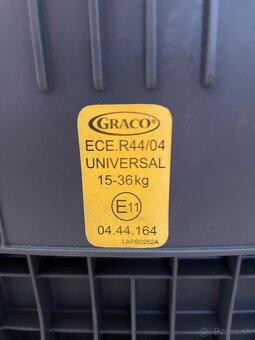 GRACO®
ECE.R44/04
UNIVERSAL
15-36kg
E11
04.44.164
LAPB0252A